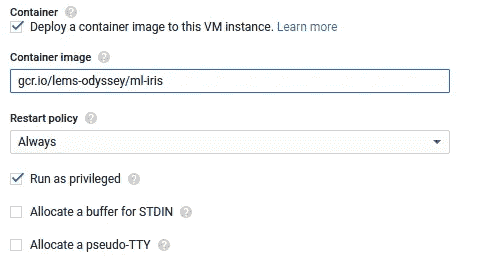 Container ?
Deploy a container image to this VM instance. Learn more
Container image ?
gcr.io/lems-odyssey/ml-iris
Restart policy ?
Always
Run as privileged ?
Allocate a buffer for STDIN ?
Allocate a pseudo-TTY ?